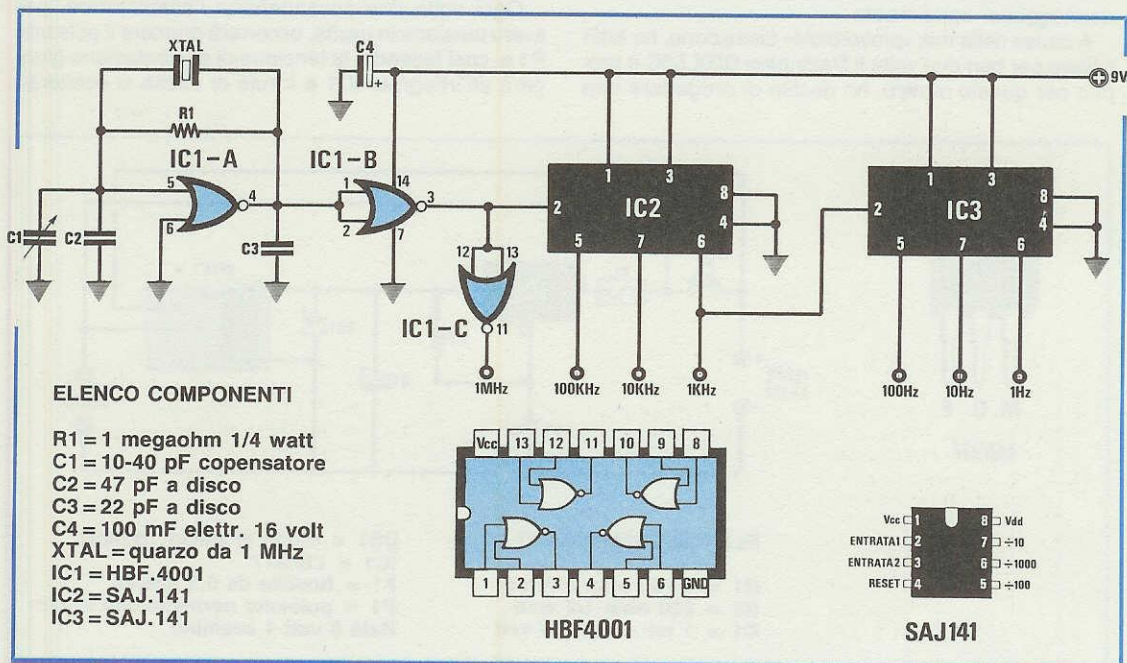 XTAL
C4
+
9V
R1
IC1-A
IC1-B
5
4
6
1
2
14
3
7
C1
C2
C3
12
13
11
IC1-C
1MHz
1
3
2
IC2
8
4
5
7
6
100KHz
10KHz
1KHz
1
3
2
IC3
8
4
5
7
6
100Hz
10Hz
1Hz
ELENCO COMPONENTI
R1 = 1 megaohm 1/4 watt
C1 = 10-40 pF copensatore
C2 = 47 pF a disco
C3 = 22 pF a disco
C4 = 100 mF elettr. 16 volt
XTAL = quarzo da 1 MHz
IC1 = HBF.4001
IC2 = SAJ.141
IC3 = SAJ.141
Vcc 13 12 11 10 9 8
1 2 3 4 5 6 GND
HBF4001
Vcc 1 8 Vdd
ENTRATA1 2 7 ÷10
ENTRATA2 3 6 ÷1000
RESET 4 5 ÷100
SAJ141